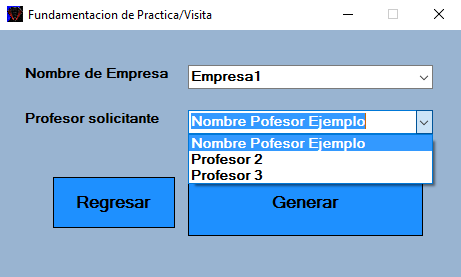 Fundamentacion de Practica/Visita
Nombre de Empresa
Empresa1
Profesor solicitante
Nombre Pofesor Ejemplo
Nombre Pofesor Ejemplo
Profesor 2
Profesor 3
Regresar
Generar